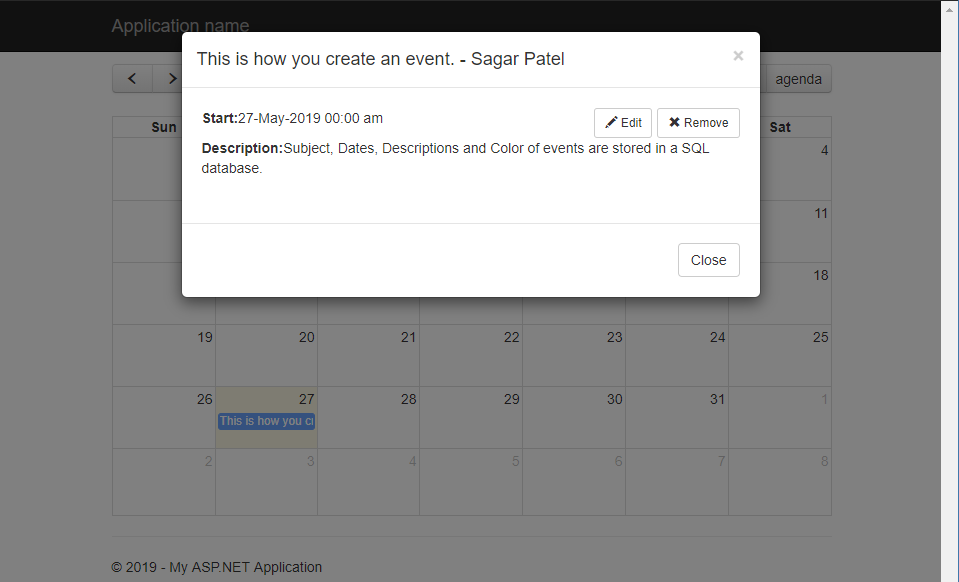 Application name
This is how you create an event. - Sagar Patel ×
Start:27-May-2019 00:00 am
Edit Remove
Description:Subject, Dates, Descriptions and Color of events are stored in a SQL
database.
Close
agenda
Sun Sat
4
11
18
19 20 21 22 23 24 25
26 27 28 29 30 31 1
This is how you c
2 3 4 5 6 7 8
© 2019 - My ASP.NET Application